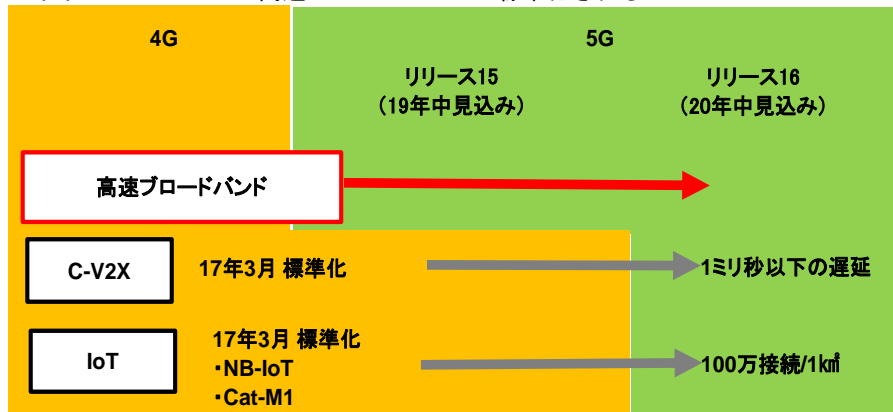 4G
5G
リリース15
(19年中見込み)
リリース16
(20年中見込み)
高速ブロードバンド
C-V2X
17年3月 標準化
1ミリ秒以下の遅延
IoT
17年3月 標準化
・NB-IoT
・Cat-M1
100万接続/1k㎡